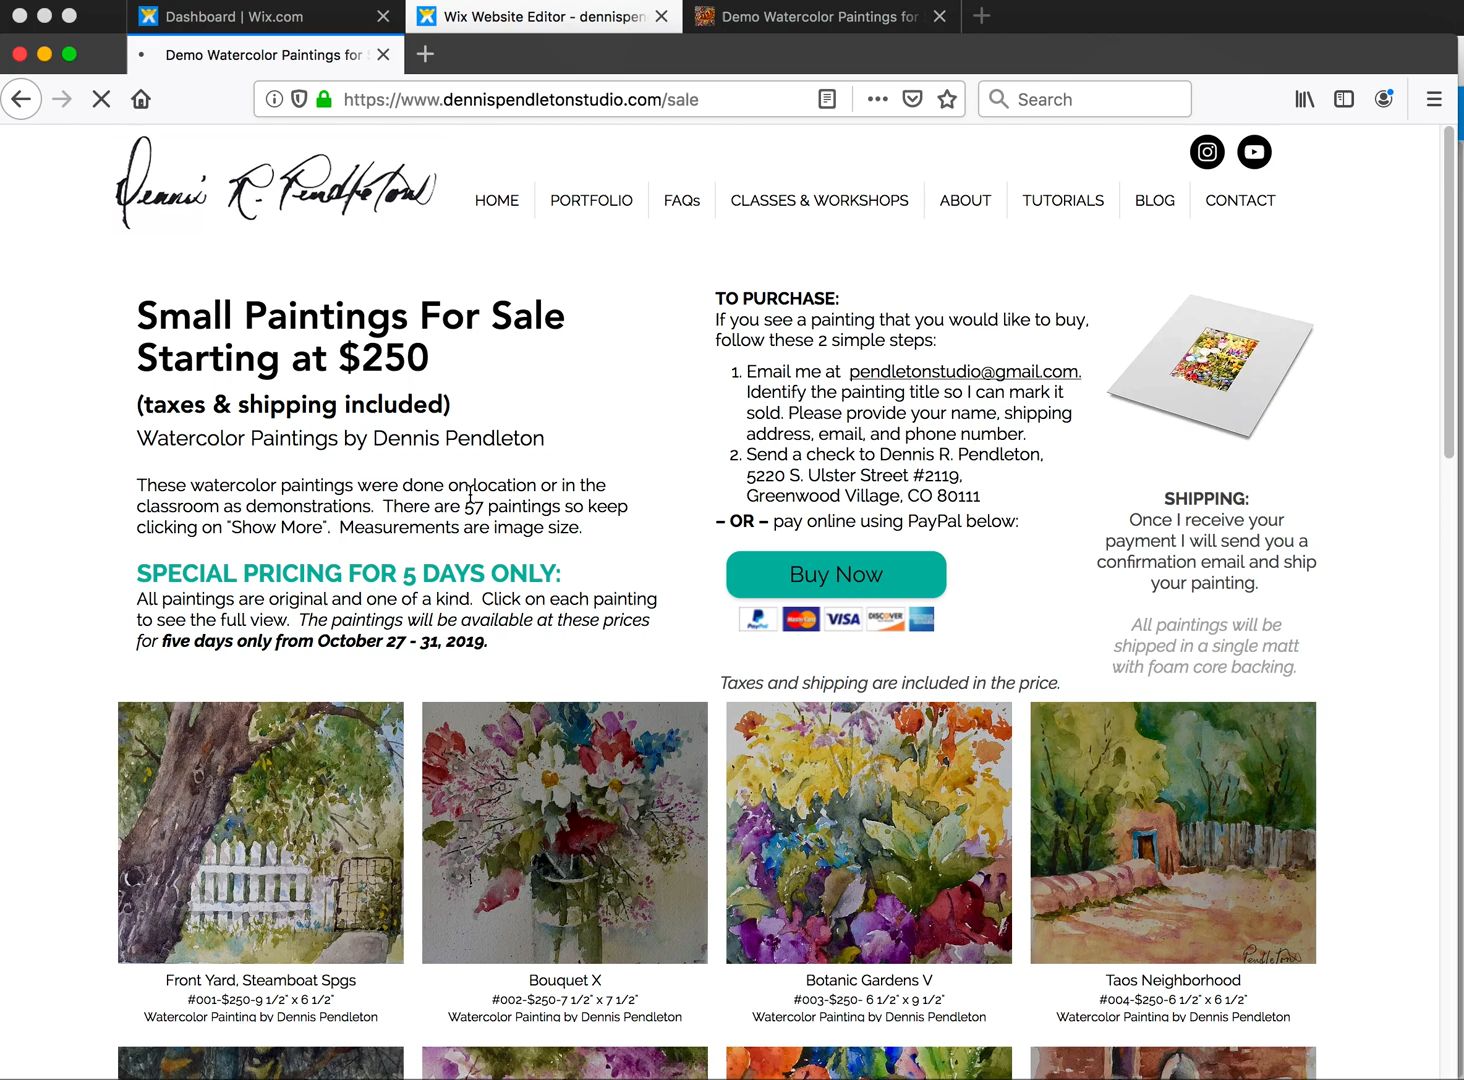 Dashboard | Wix.com
Wix Website Editor - dennispen
Demo Watercolor Paintings for
Demo Watercolor Paintings for
https://www.dennispendletonstudio.com/sale
Search
Dennis R. Pendleton
HOME
PORTFOLIO
FAQs
CLASSES & WORKSHOPS
ABOUT
TUTORIALS
BLOG
CONTACT
Small Paintings For Sale
Starting at $250
(taxes & shipping included)
Watercolor Paintings by Dennis Pendleton
These watercolor paintings were done on location or in the
classroom as demonstrations. There are 57 paintings so keep
clicking on "Show More". Measurements are image size.
SPECIAL PRICING FOR 5 DAYS ONLY:
All paintings are original and one of a kind. Click on each painting
to see the full view. The paintings will be available at these prices
for five days only from October 27 - 31, 2019.
TO PURCHASE:
If you see a painting that you would like to buy,
follow these 2 simple steps:
1. Email me at pendletonstudio@gmail.com.
Identify the painting title so I can mark it
sold. Please provide your name, shipping
address, email, and phone number.
2. Send a check to Dennis R. Pendleton,
5220 S. Ulster Street #2119,
Greenwood Village, CO 80111
– OR – pay online using PayPal below:
Buy Now
PayPal
MasterCard
VISA
DISCOVER
Taxes and shipping are included in the price.
SHIPPING:
Once I receive your
payment I will send you a
confirmation email and ship
your painting.
All paintings will be
shipped in a single matt
with foam core backing.
Pendleton
Front Yard, Steamboat Spgs
#001-$250-9 1/2" x 6 1/2"
Watercolor Painting by Dennis Pendleton
Bouquet X
#002-$250-7 1/2" x 7 1/2"
Watercolor Painting by Dennis Pendleton
Botanic Gardens V
#003-$250- 6 1/2" x 9 1/2"
Watercolor Painting by Dennis Pendleton
Taos Neighborhood
#004-$250-6 1/2" x 6 1/2"
Watercolor Painting by Dennis Pendleton